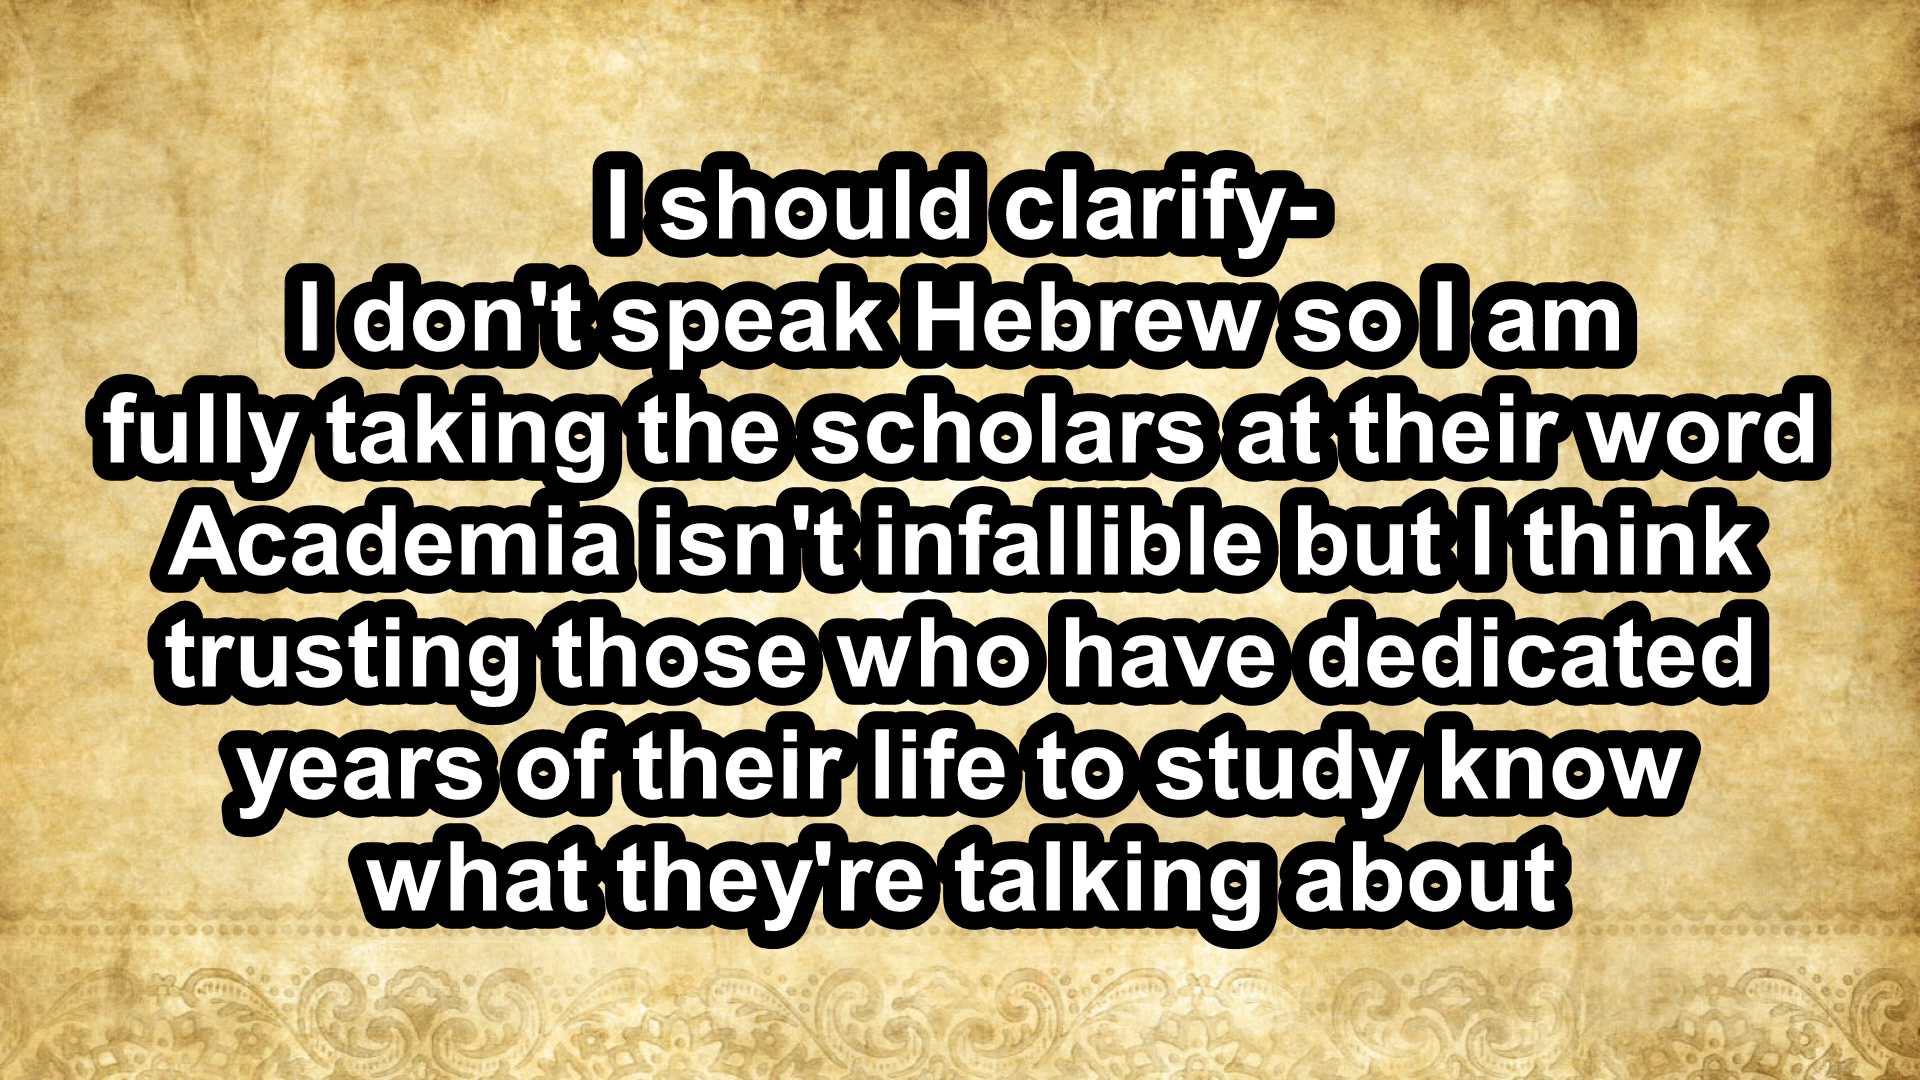 I should clarify-
I don't speak Hebrew so I am
fully taking the scholars at their word
Academia isn't infallible but I think
trusting those who have dedicated
years of their life to study know
what they're talking about